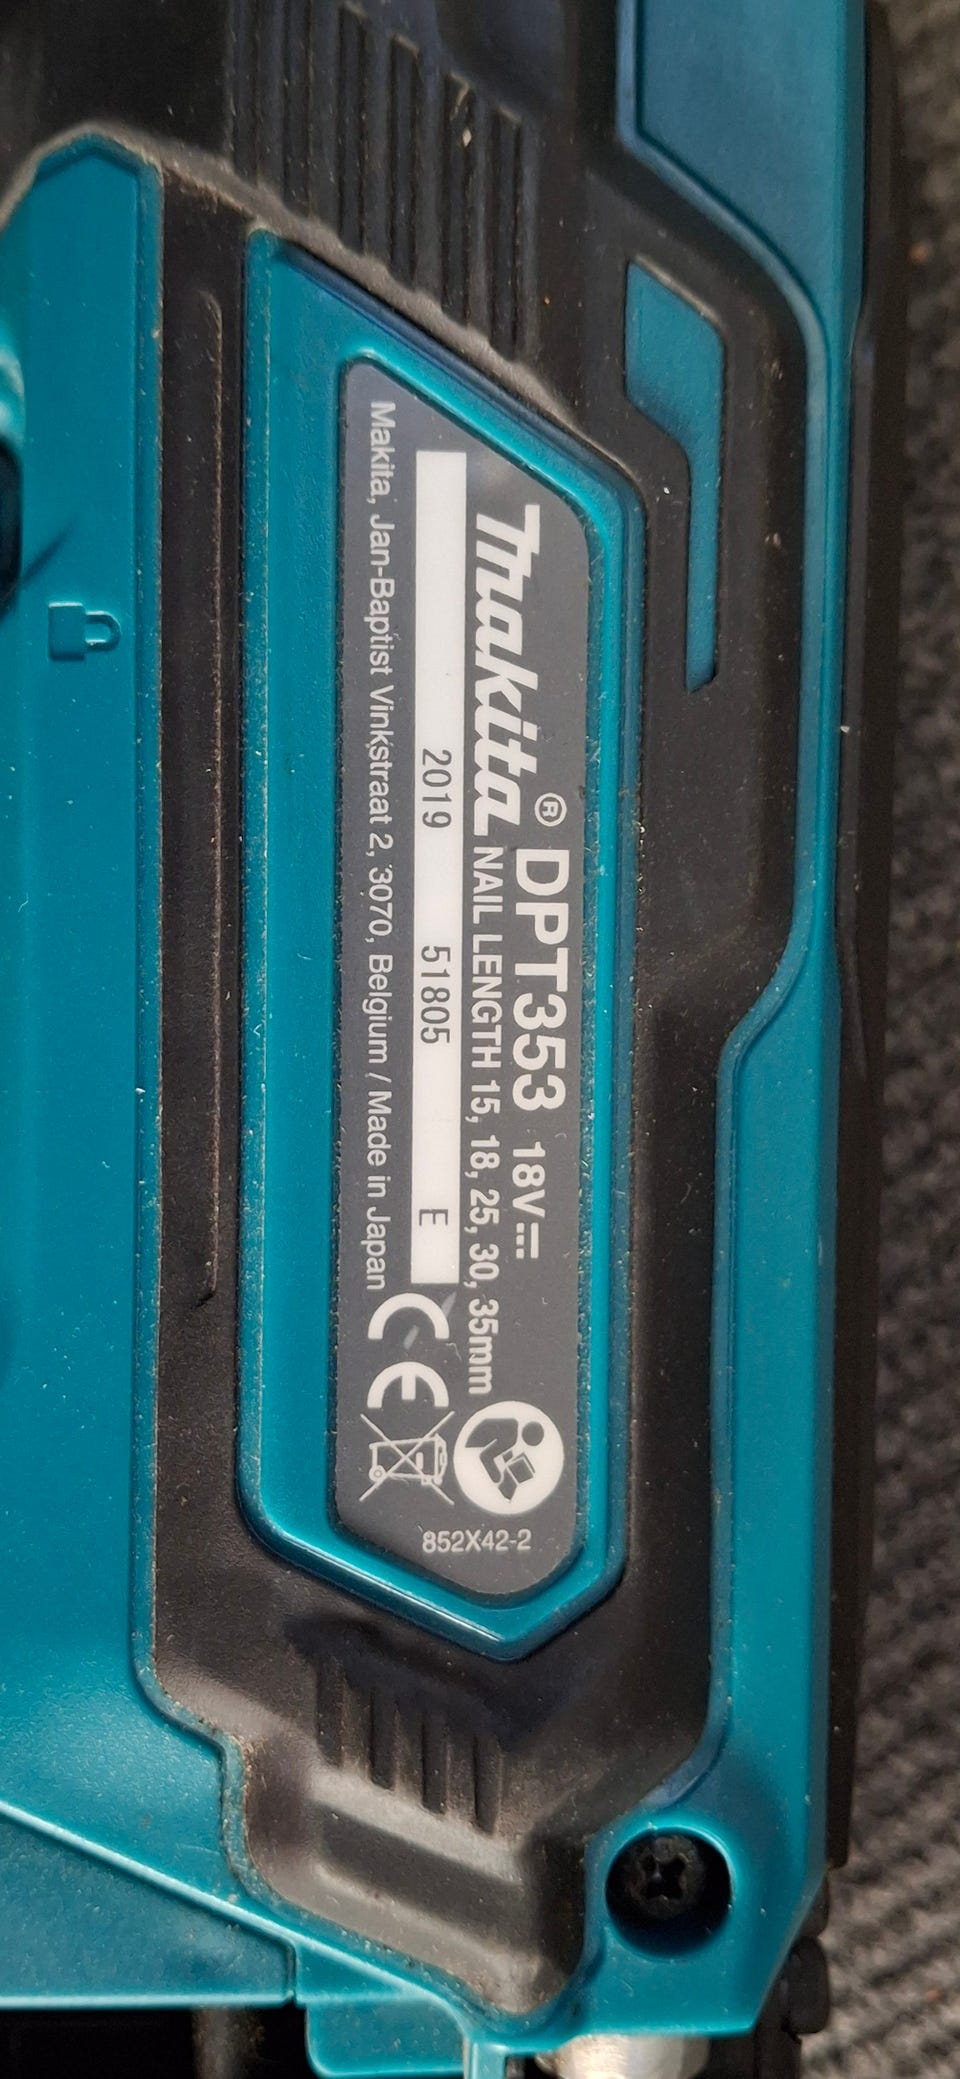 makita® DPT353 18V⎓
NAIL LENGTH 15, 18, 25, 30, 35mm
2019 51805 E
Makita, Jan-Baptist Vinkstraat 2, 3070, Belgium / Made in Japan
CE
852X42-2